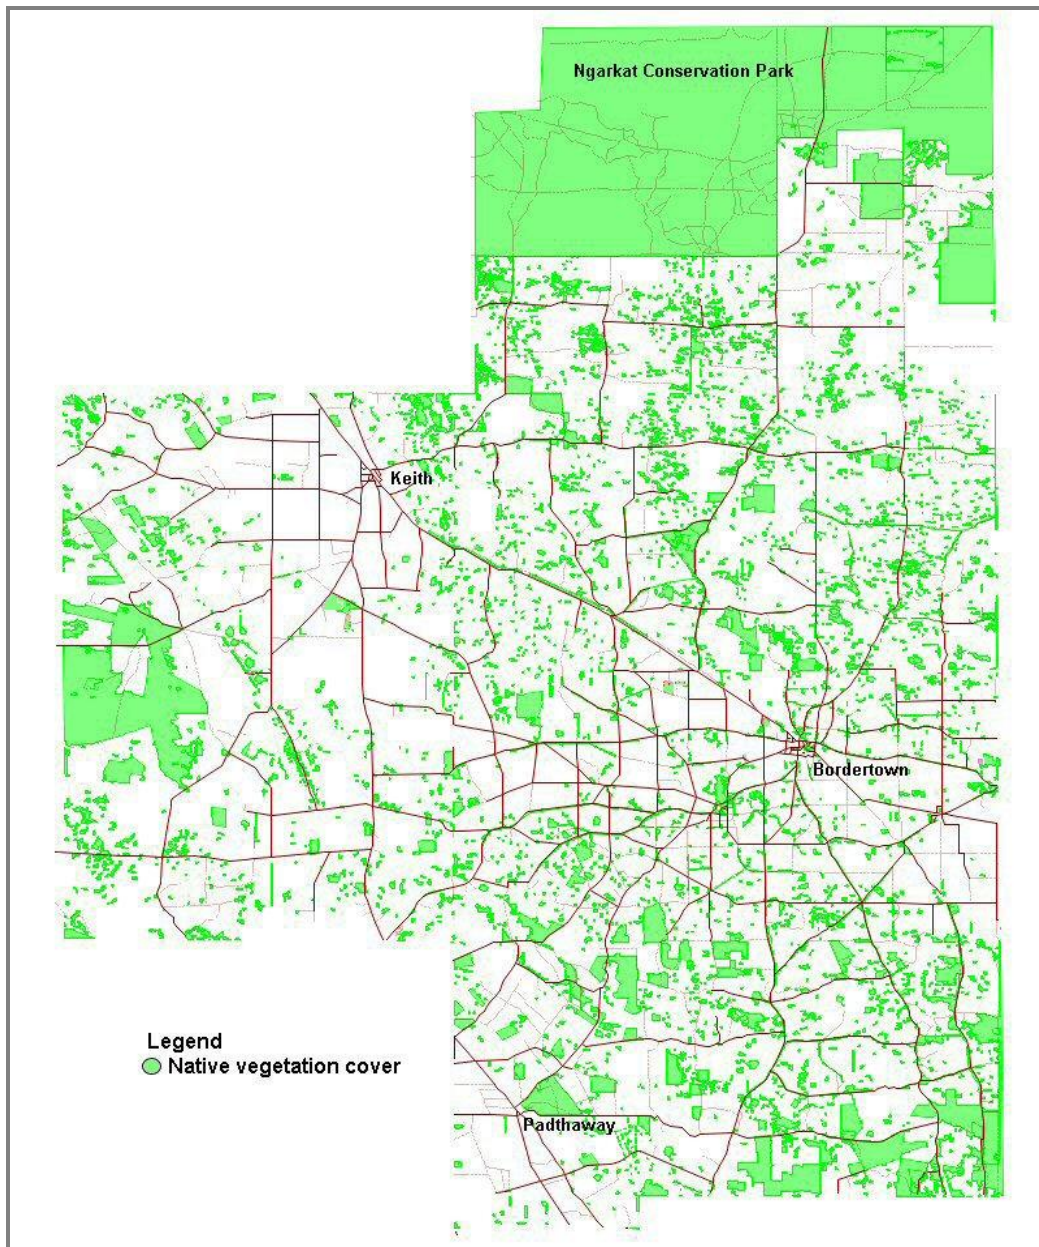 Ngarkat Conservation Park
Keith
Bordertown
Legend
Native vegetation cover
Padthaway